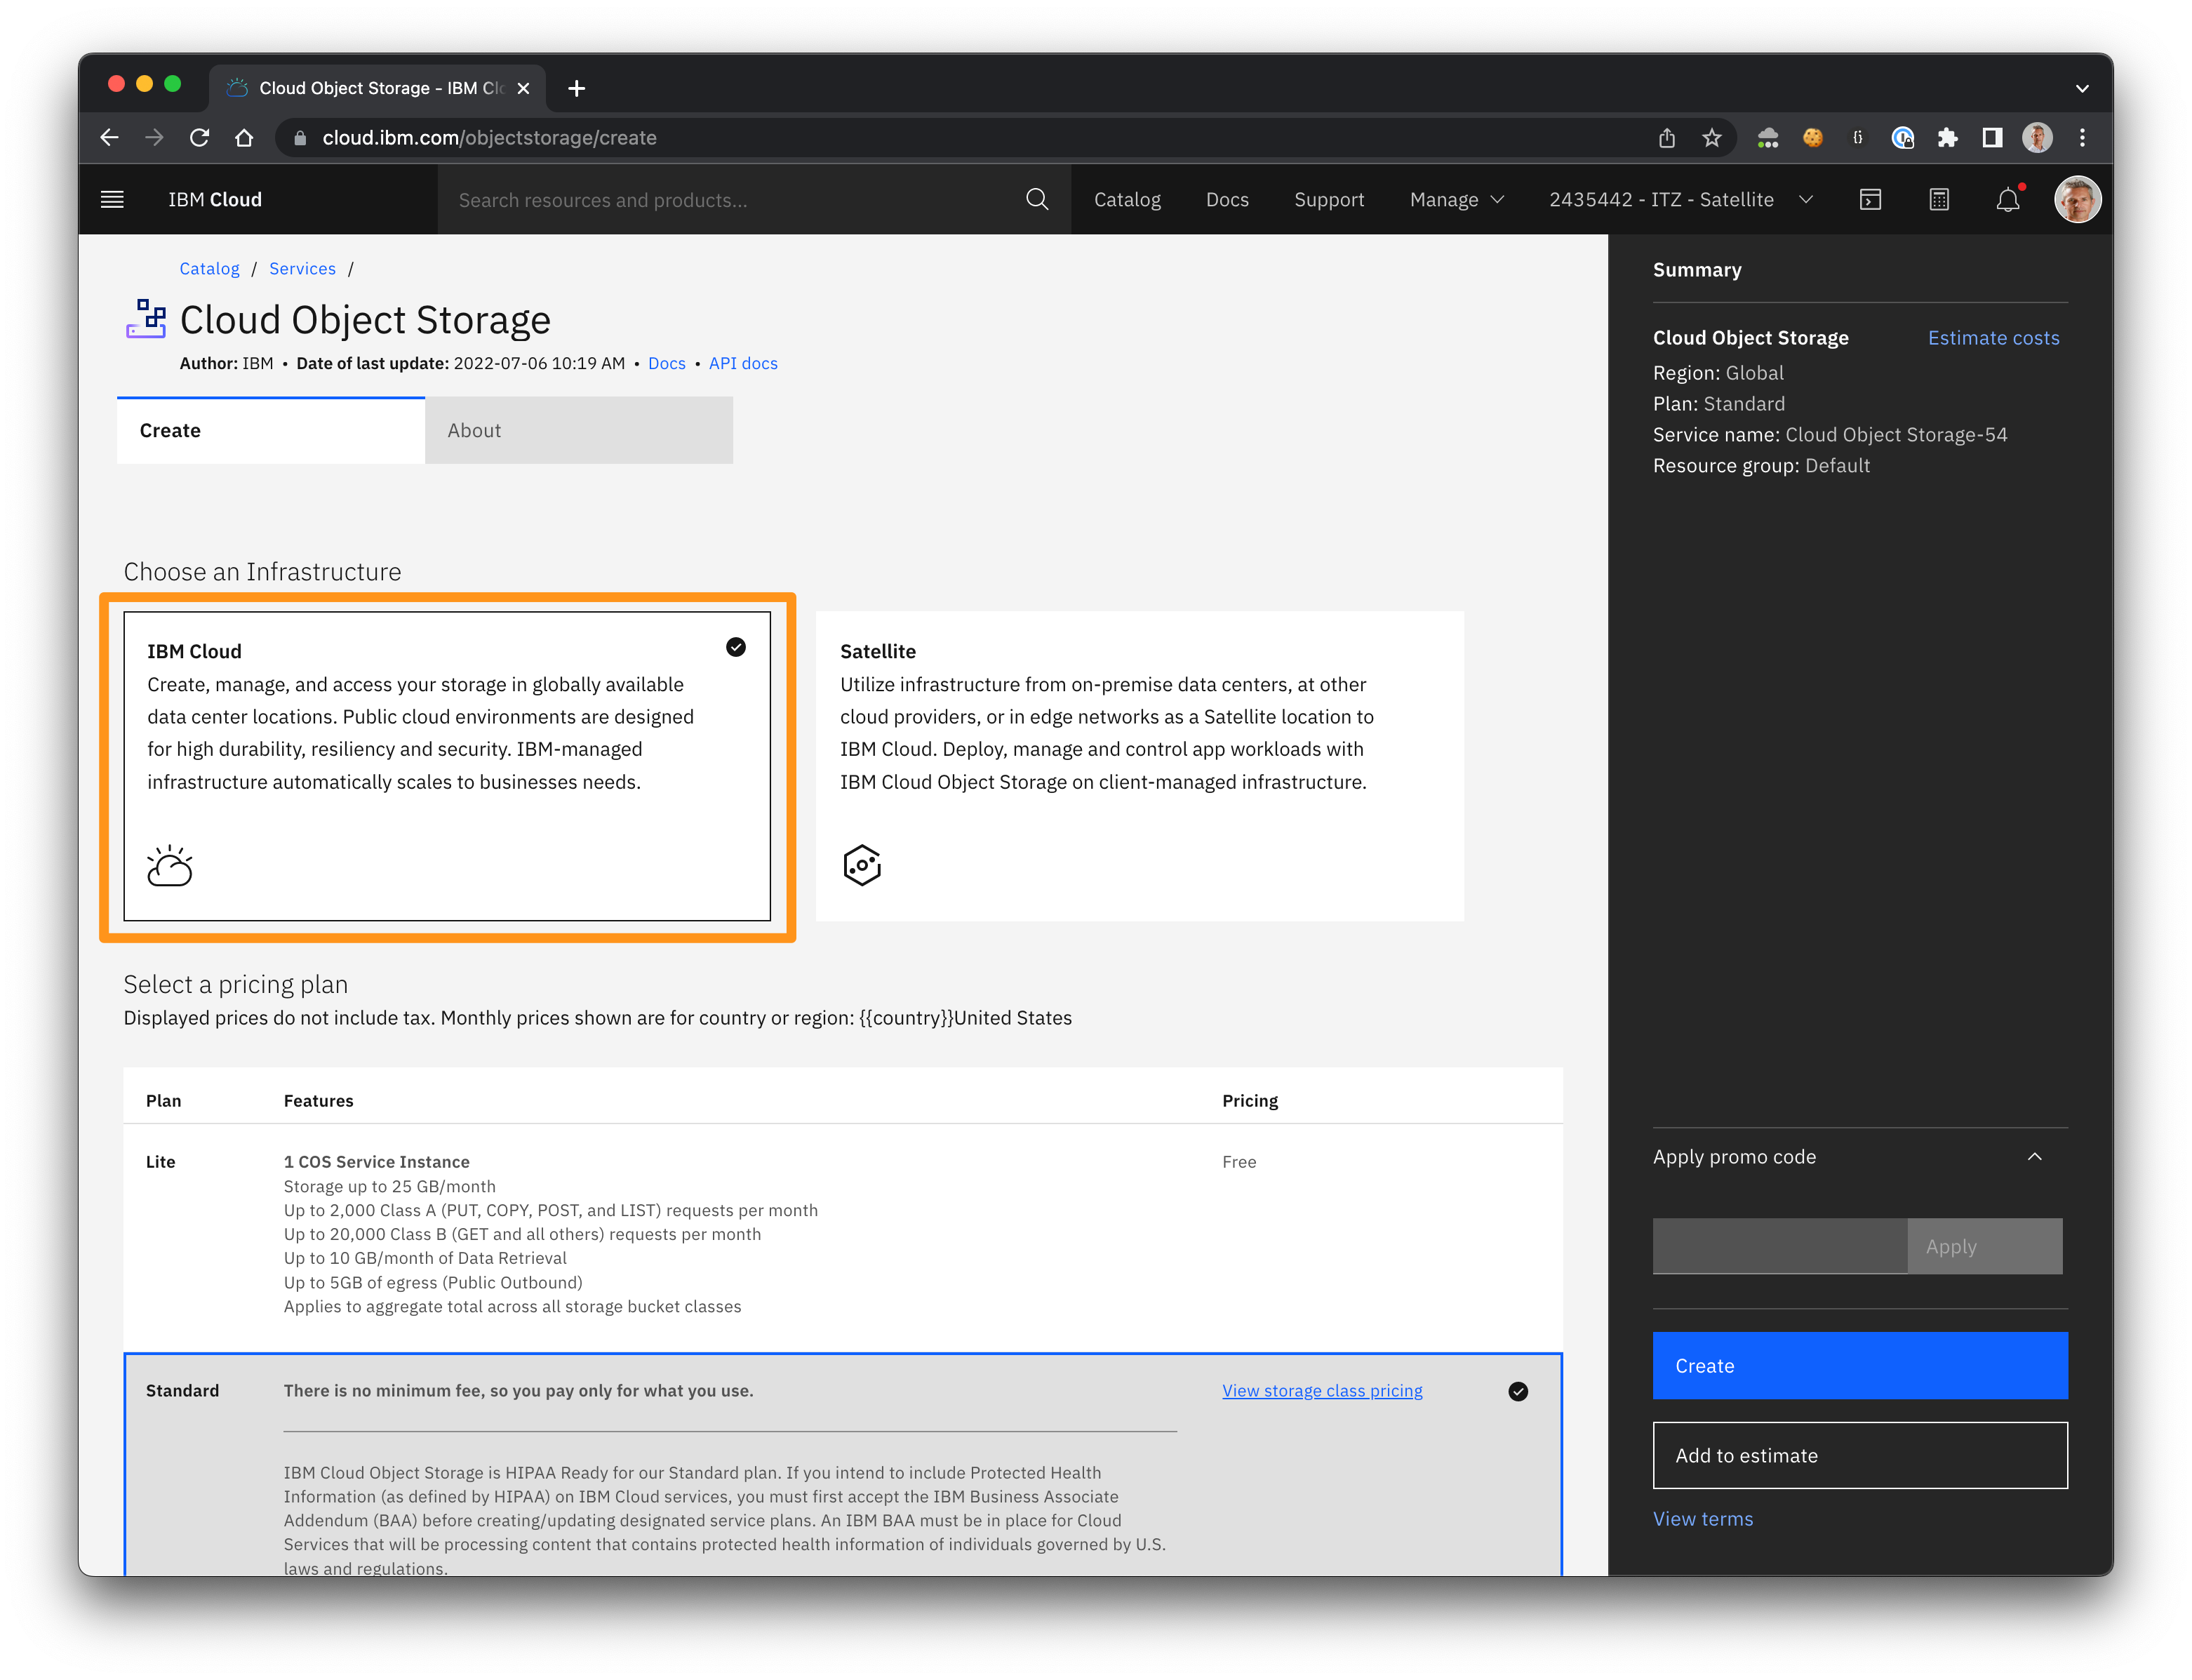 Cloud Object Storage - IBM Clo
cloud.ibm.com/objectstorage/create
IBM Cloud
Search resources and products...
Catalog
Docs
Support
Manage
2435442 - ITZ - Satellite
Catalog / Services /
Cloud Object Storage
Author: IBM • Date of last update: 2022-07-06 10:19 AM • Docs • API docs
Create
About
Choose an Infrastructure
IBM Cloud
Create, manage, and access your storage in globally available
data center locations. Public cloud environments are designed
for high durability, resiliency and security. IBM-managed
infrastructure automatically scales to businesses needs.
Satellite
Utilize infrastructure from on-premise data centers, at other
cloud providers, or in edge networks as a Satellite location to
IBM Cloud. Deploy, manage and control app workloads with
IBM Cloud Object Storage on client-managed infrastructure.
Select a pricing plan
Displayed prices do not include tax. Monthly prices shown are for country or region: {{country}}United States
Plan
Features
Pricing
Lite
1 COS Service Instance
Free
Storage up to 25 GB/month
Up to 2,000 Class A (PUT, COPY, POST, and LIST) requests per month
Up to 20,000 Class B (GET and all others) requests per month
Up to 10 GB/month of Data Retrieval
Up to 5GB of egress (Public Outbound)
Applies to aggregate total across all storage bucket classes
Standard
There is no minimum fee, so you pay only for what you use.
View storage class pricing
IBM Cloud Object Storage is HIPAA Ready for our Standard plan. If you intend to include Protected Health
Information (as defined by HIPAA) on IBM Cloud services, you must first accept the IBM Business Associate
Addendum (BAA) before creating/updating designated service plans. An IBM BAA must be in place for Cloud
Services that will be processing content that contains protected health information of individuals governed by U.S.
laws and regulations.
Summary
Cloud Object Storage
Estimate costs
Region: Global
Plan: Standard
Service name: Cloud Object Storage-54
Resource group: Default
Apply promo code
Apply
Create
Add to estimate
View terms